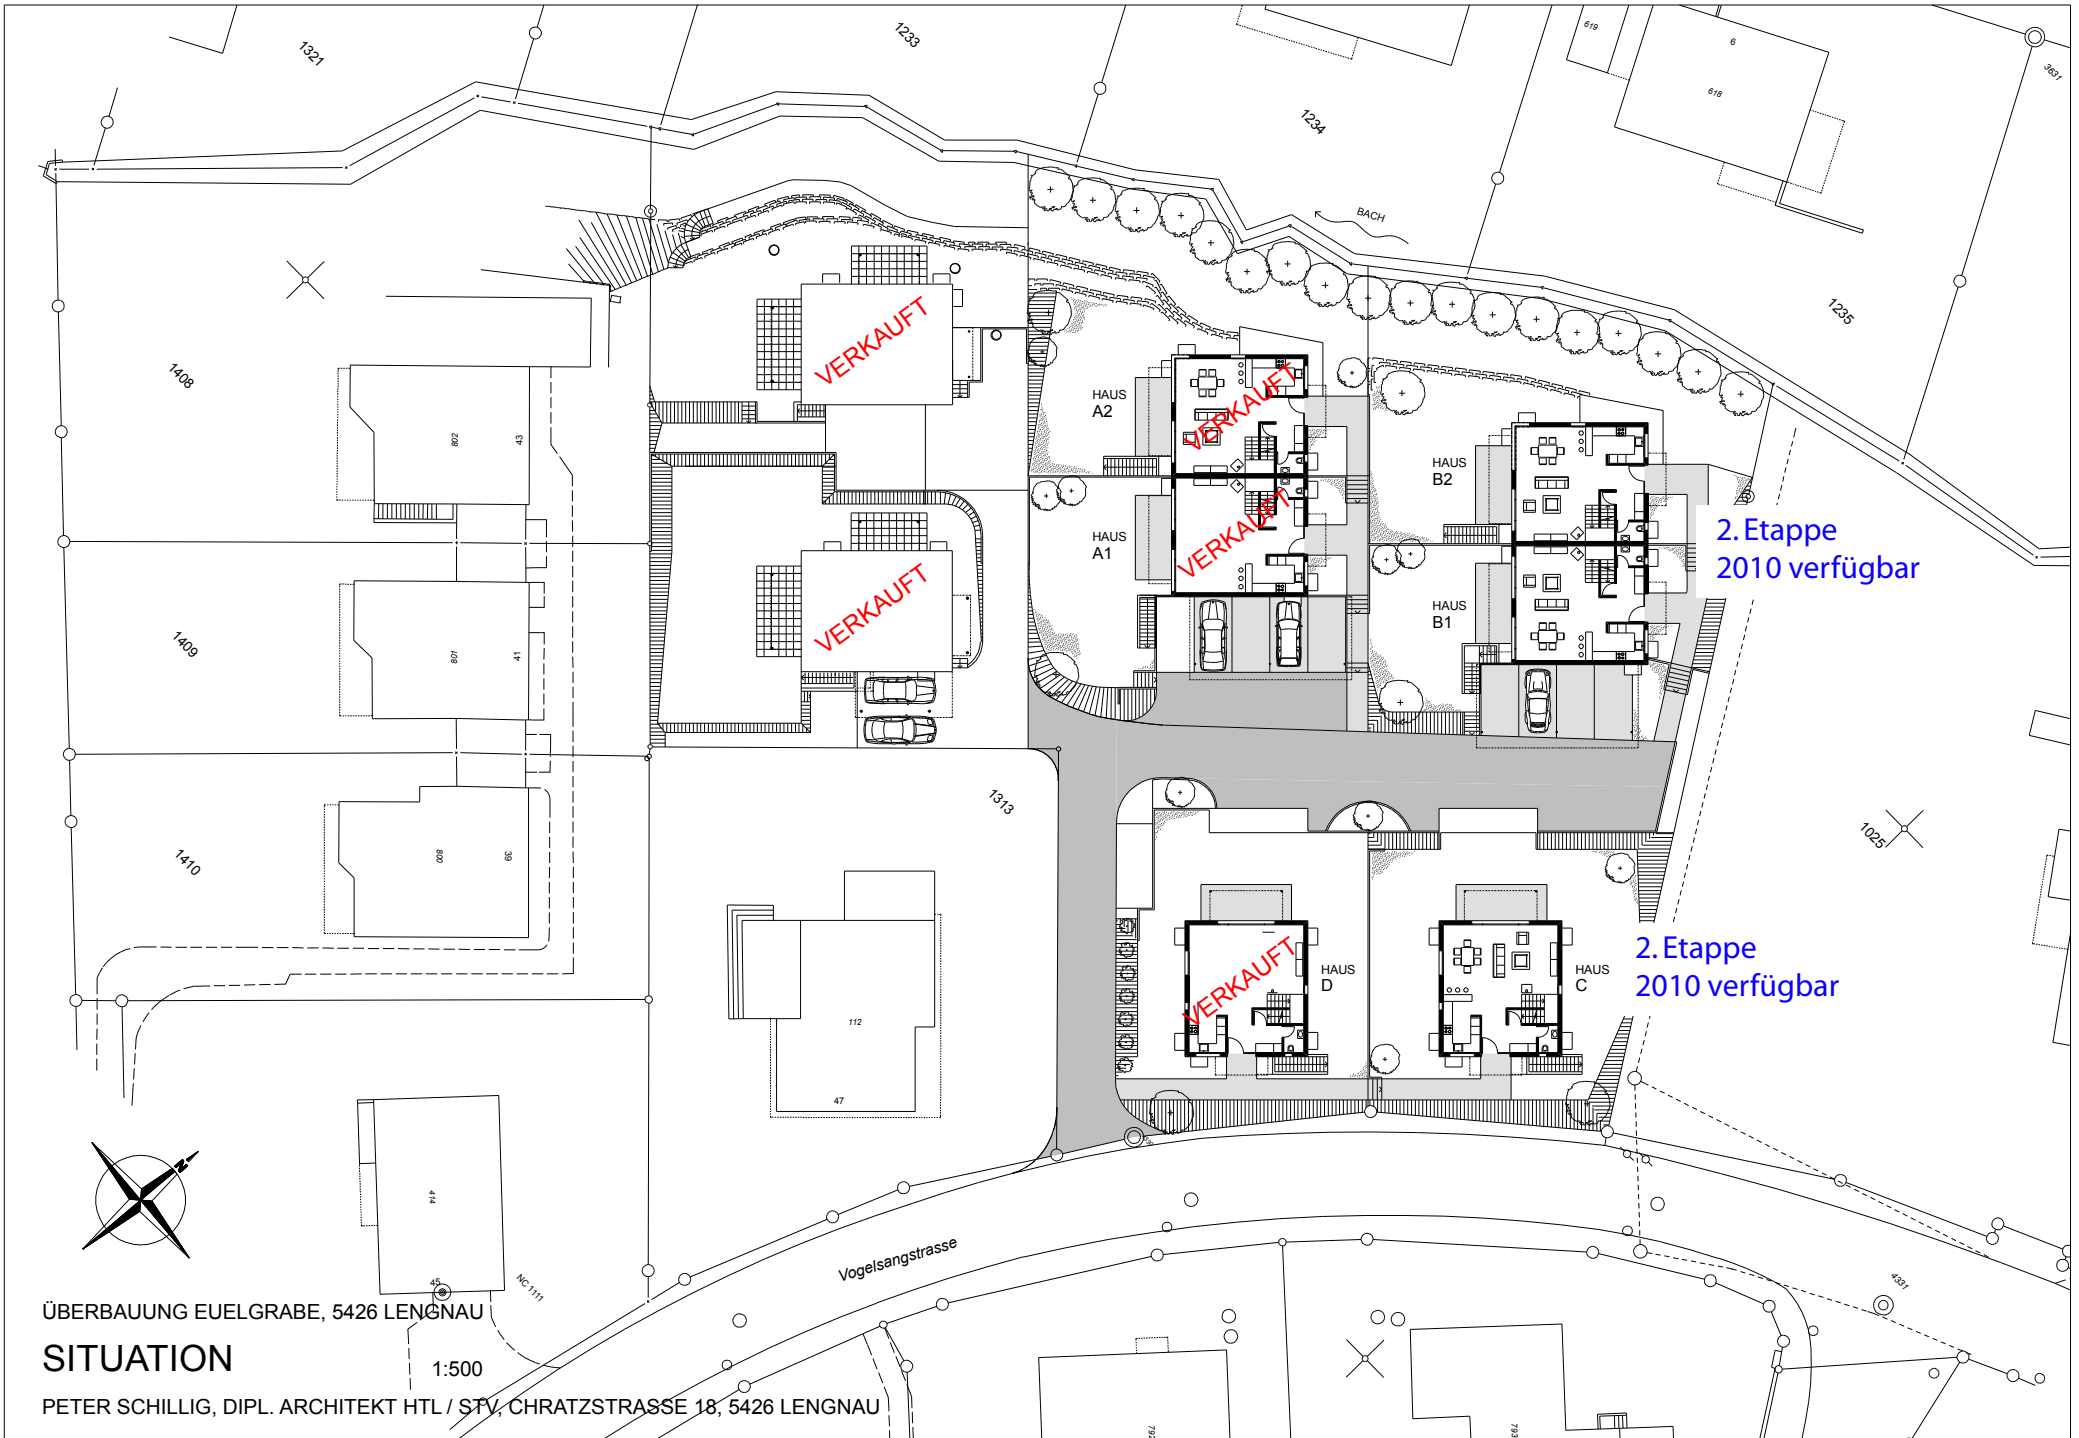 1321
1233
619
6
3631
618
1234
BACH
1235
1408
VERKAUFT
HAUS
A2
VERKAUFT
802
43
HAUS
B2
HAUS
A1
VERKAUFT
2. Etappe
2010 verfügbar
VERKAUFT
HAUS
B1
1409
801
41
1313
1025
1410
800
39
VERKAUFT
HAUS
D
HAUS
C
2. Etappe
2010 verfügbar
112
47
N
414
Vogelsangstrasse
45
NC 1111
4331
ÜBERBAUUNG EUELGRABE, 5426 LENGNAU
SITUATION
1:500
PETER SCHILLIG, DIPL. ARCHITEKT HTL / STV, CHRATZSTRASSE 18, 5426 LENGNAU